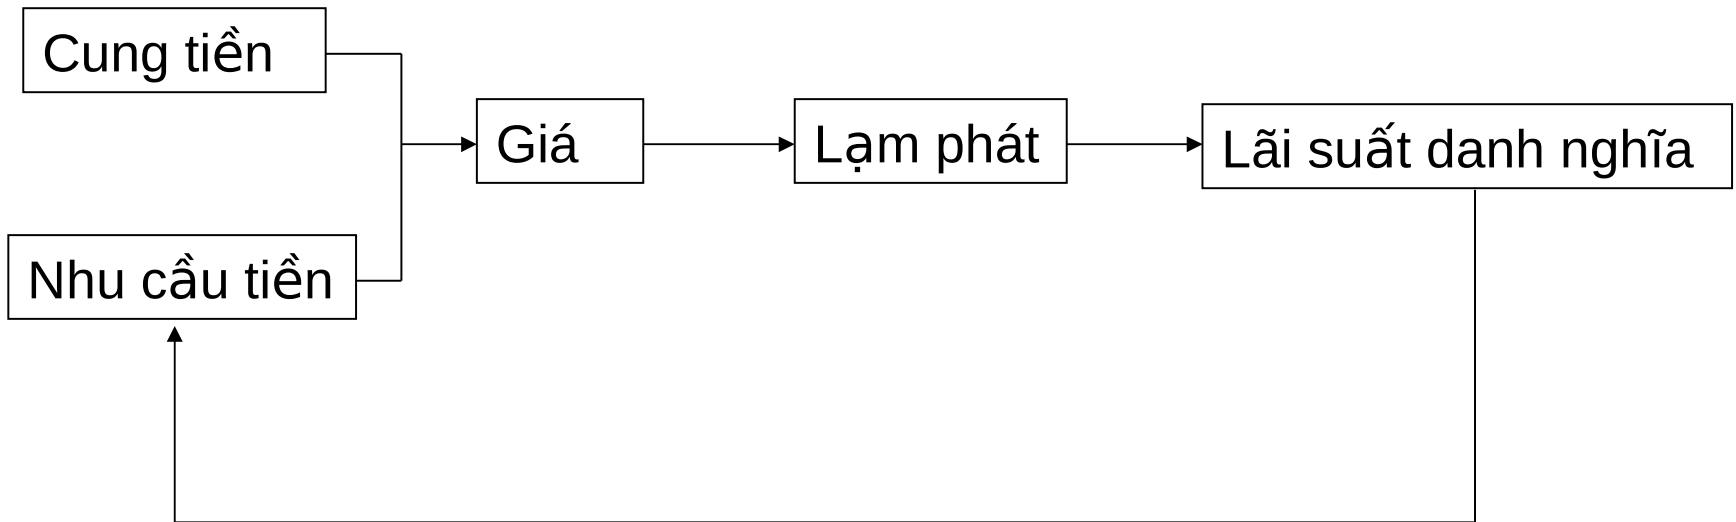 Cung tiền
Giá
Lạm phát
Lãi suất danh nghĩa
Nhu cầu tiền